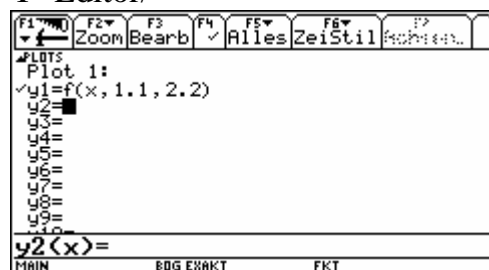 Y-Editor
F1 F2 F3 F4 F5 F6 F7
Zoom Bearb ✓ Alles ZeiStil Achsen..
PLOTS
Plot 1:
✓y1=f(x,1.1,2.2)
y2=
y3=
y4=
y5=
y6=
y7=
y8=
y9=
y2(x)=
MAIN BOG EXAKT FKT